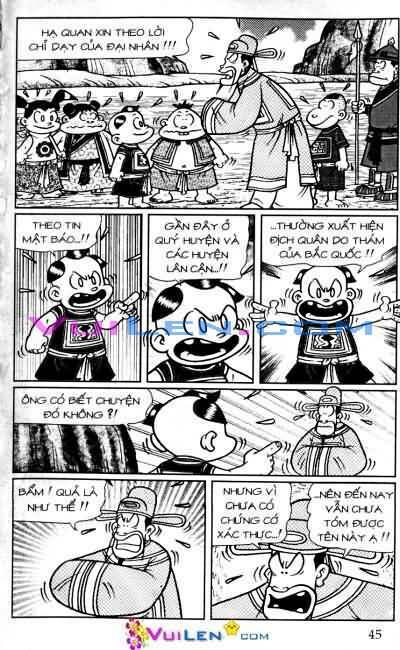 HẠ QUAN XIN THEO LỜI
CHỈ DẠY CỦA ĐẠI NHÂN !!!
THEO TIN
MẬT BÁO...!!
GẦN ĐÂY Ở
QUÝ HUYỆN VÀ
CÁC HUYỆN
LÂN CẬN...!!
...THƯỜNG XUẤT HIỆN
ĐỊCH QUÂN DO THÁM
CỦA BẮC QUỐC !!
VUILEN.COM
ÔNG CÓ BIẾT CHUYỆN
ĐÓ KHÔNG ?!
BẨM ! QUẢ LÀ
NHƯ THẾ !!
NHƯNG VÌ
CHƯA CÓ
CHỨNG CỚ
XÁC THỰC...!
...NÊN ĐẾN NAY
VẪN CHƯA
TÓM ĐƯỢC
TÊN NÀY Ạ !!
45
VUILEN.COM